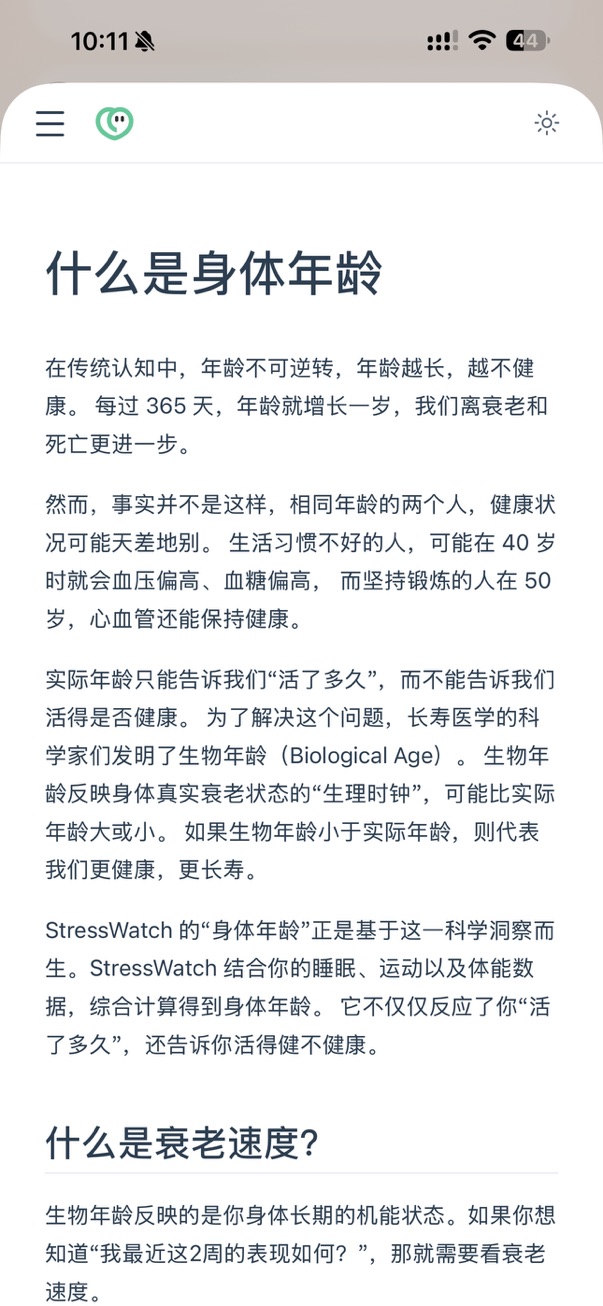 10:11
44
什么是身体年龄
在传统认知中，年龄不可逆转，年龄越长，越不健
康。 每过 365 天，年龄就增长一岁，我们离衰老和
死亡更进一步。
然而，事实并不是这样，相同年龄的两个人，健康状
况可能天差地别。 生活习惯不好的人，可能在 40 岁
时就会血压偏高、血糖偏高， 而坚持锻炼的人在 50
岁，心血管还能保持健康。
实际年龄只能告诉我们“活了多久”，而不能告诉我们
活得是否健康。 为了解决这个问题，长寿医学的科
学家们发明了生物年龄（Biological Age）。 生物年
龄反映身体真实衰老状态的“生理时钟”，可能比实际
年龄大或小。 如果生物年龄小于实际年龄，则代表
我们更健康，更长寿。
StressWatch 的“身体年龄”正是基于这一科学洞察而
生。StressWatch 结合你的睡眠、运动以及体能数
据，综合计算得到身体年龄。 它不仅仅反应了你“活
了多久”，还告诉你活得健不健康。
什么是衰老速度?
生物年龄反映的是你身体长期的机能状态。如果你想
知道“我最近这2周的表现如何？”，那就需要看衰老
速度。